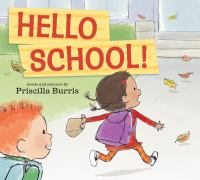 HELLO
SCHOOL!
words and pictures by
Priscilla Burris